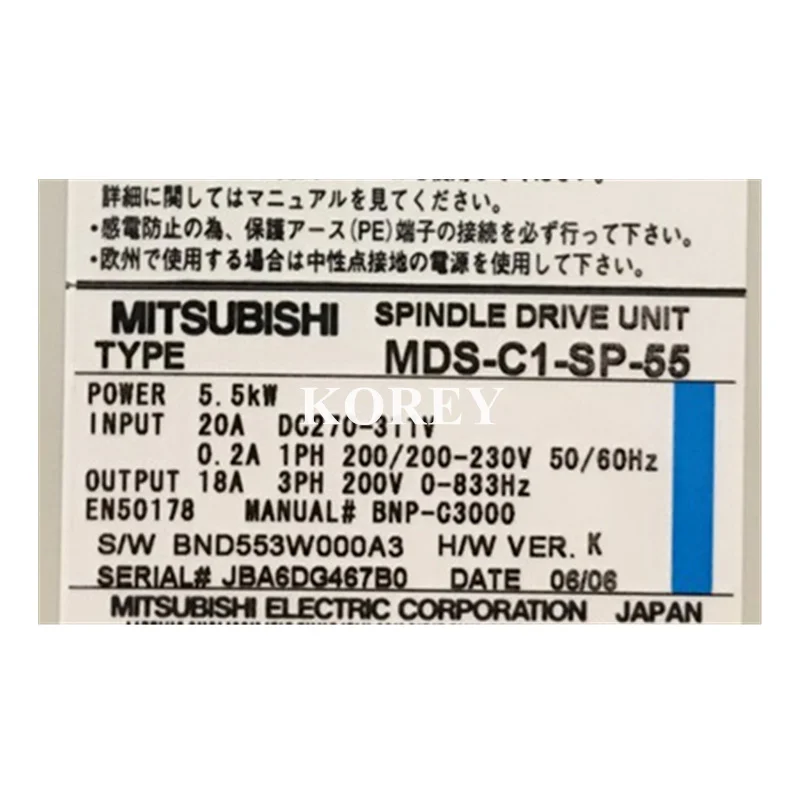 詳細に関してはマニュアルを見てください。
・感電防止の為、保護アース(PE)端子の接続を必ず行って下さい。
・欧州で使用する場合は中性点接地の電源を使用して下さい。
MITSUBISHI SPINDLE DRIVE UNIT
TYPE MDS-C1-SP-55
POWER 5.5kW
KOREY
INPUT 20A DC270-311V
0.2A 1PH 200/200-230V 50/60Hz
OUTPUT 18A 3PH 200V 0-833Hz
EN50178 MANUAL# BNP-C3000
S/W BND553W000A3 H/W VER. K
SERIAL# JBA6DG467B0 DATE 06/06
MITSUBISHI ELECTRIC CORPORATION JAPAN